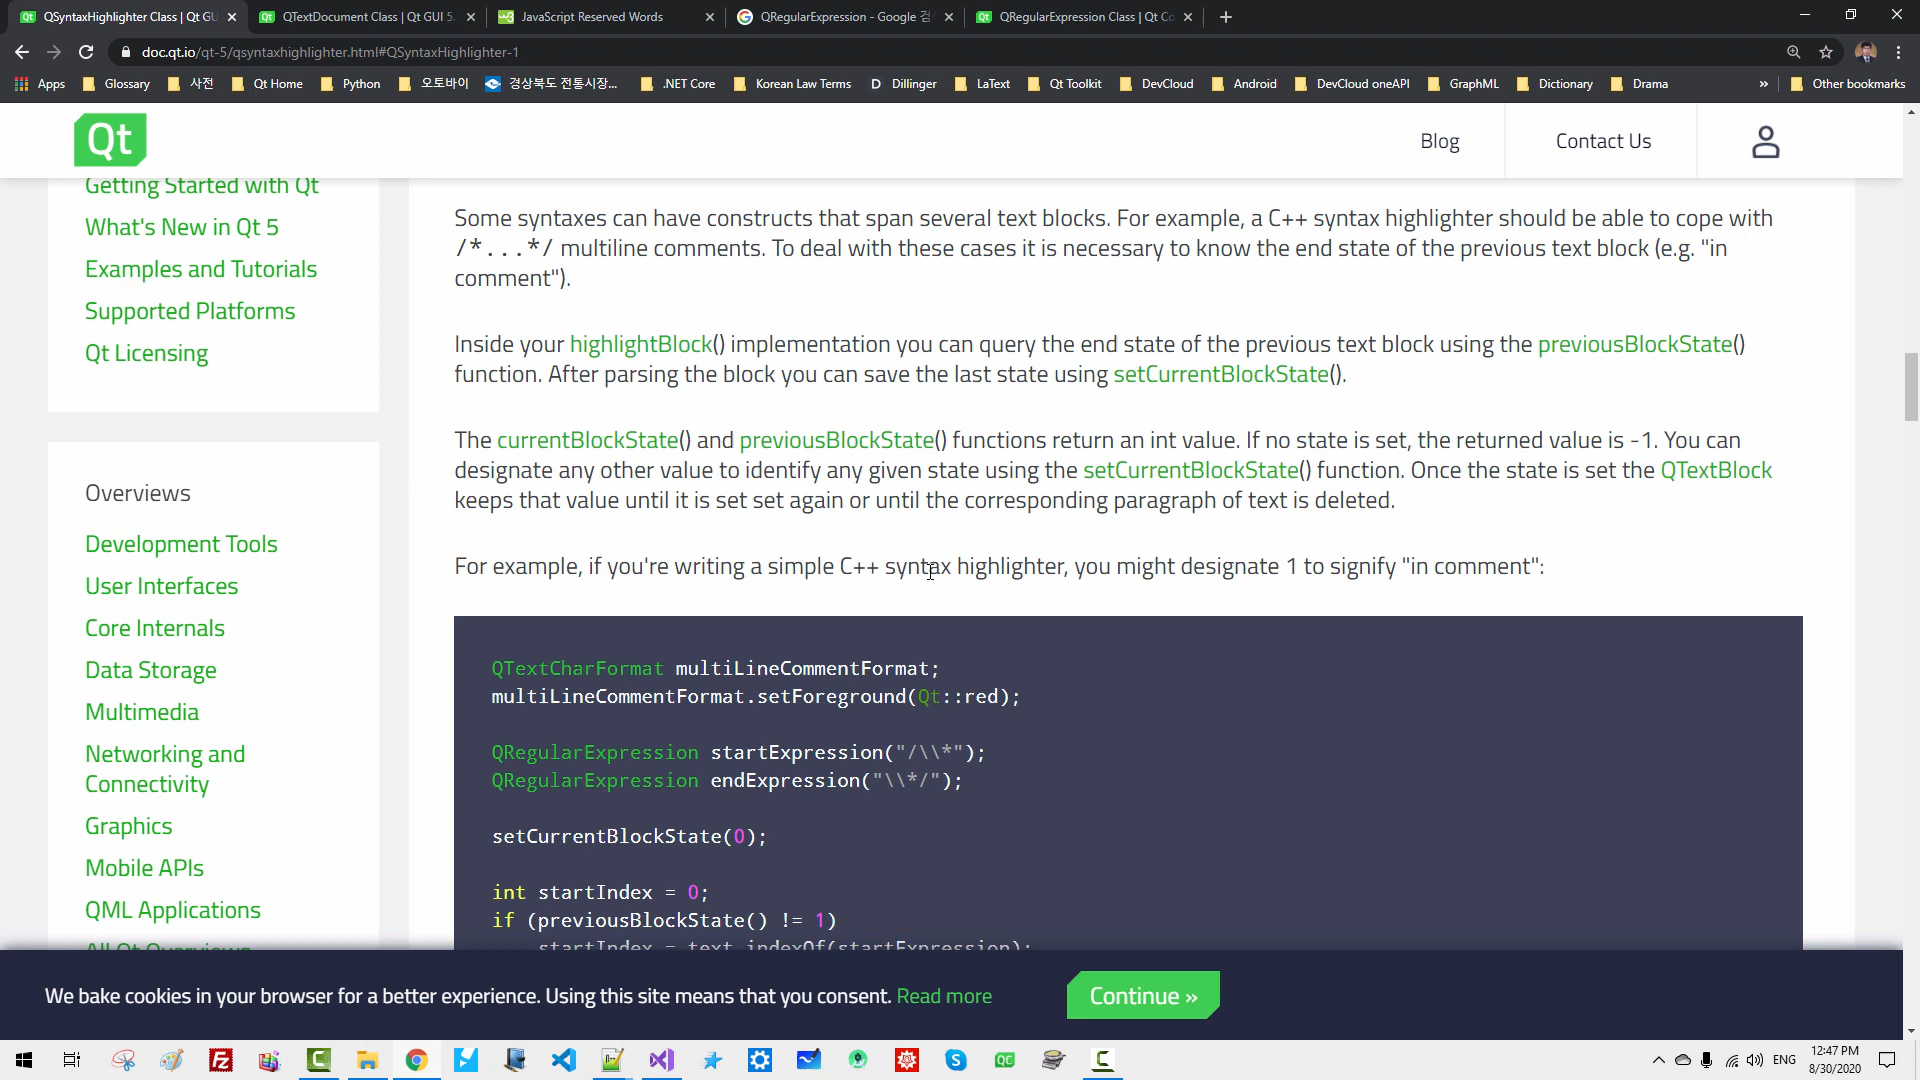 QSyntaxHighlighter Class | Qt GU
QTextDocument Class | Qt GUI 5.
JavaScript Reserved Words
QRegularExpression - Google 검
QRegularExpression Class | Qt Co
doc.qt.io/qt-5/qsyntaxhighlighter.html#QSyntaxHighlighter-1
Apps
Glossary
사전
Qt Home
Python
오토바이
경상북도 전통시장...
.NET Core
Korean Law Terms
D Dillinger
LaText
Qt Toolkit
DevCloud
Android
DevCloud oneAPI
GraphML
Dictionary
Drama
»
Other bookmarks
Qt
Blog
Contact Us
Getting Started with Qt
What's New in Qt 5
Examples and Tutorials
Supported Platforms
Qt Licensing
Overviews
Development Tools
User Interfaces
Core Internals
Data Storage
Multimedia
Networking and
Connectivity
Graphics
Mobile APIs
QML Applications
All Qt Overviews
Some syntaxes can have constructs that span several text blocks. For example, a C++ syntax highlighter should be able to cope with
/*...*/ multiline comments. To deal with these cases it is necessary to know the end state of the previous text block (e.g. "in
comment").
Inside your highlightBlock() implementation you can query the end state of the previous text block using the previousBlockState()
function. After parsing the block you can save the last state using setCurrentBlockState().
The currentBlockState() and previousBlockState() functions return an int value. If no state is set, the returned value is -1. You can
designate any other value to identify any given state using the setCurrentBlockState() function. Once the state is set the QTextBlock
keeps that value until it is set set again or until the corresponding paragraph of text is deleted.
For example, if you're writing a simple C++ syntax highlighter, you might designate 1 to signify "in comment":
QTextCharFormat multiLineCommentFormat;
multiLineCommentFormat.setForeground(Qt::red);
QRegularExpression startExpression("/\\*");
QRegularExpression endExpression("\\*/");
setCurrentBlockState(0);
int startIndex = 0;
if (previousBlockState() != 1)
startIndex = text.indexOf(startExpression);
We bake cookies in your browser for a better experience. Using this site means that you consent. Read more
Continue »
ENG
12:47 PM
8/30/2020